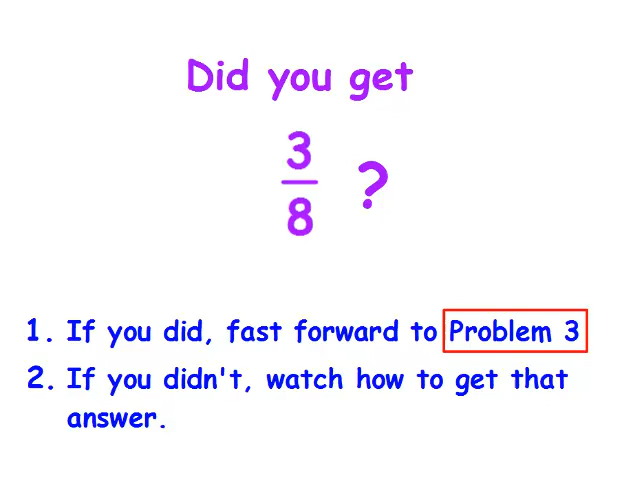 Did you get
3
8
?
1. If you did, fast forward to Problem 3
2. If you didn't, watch how to get that
answer.